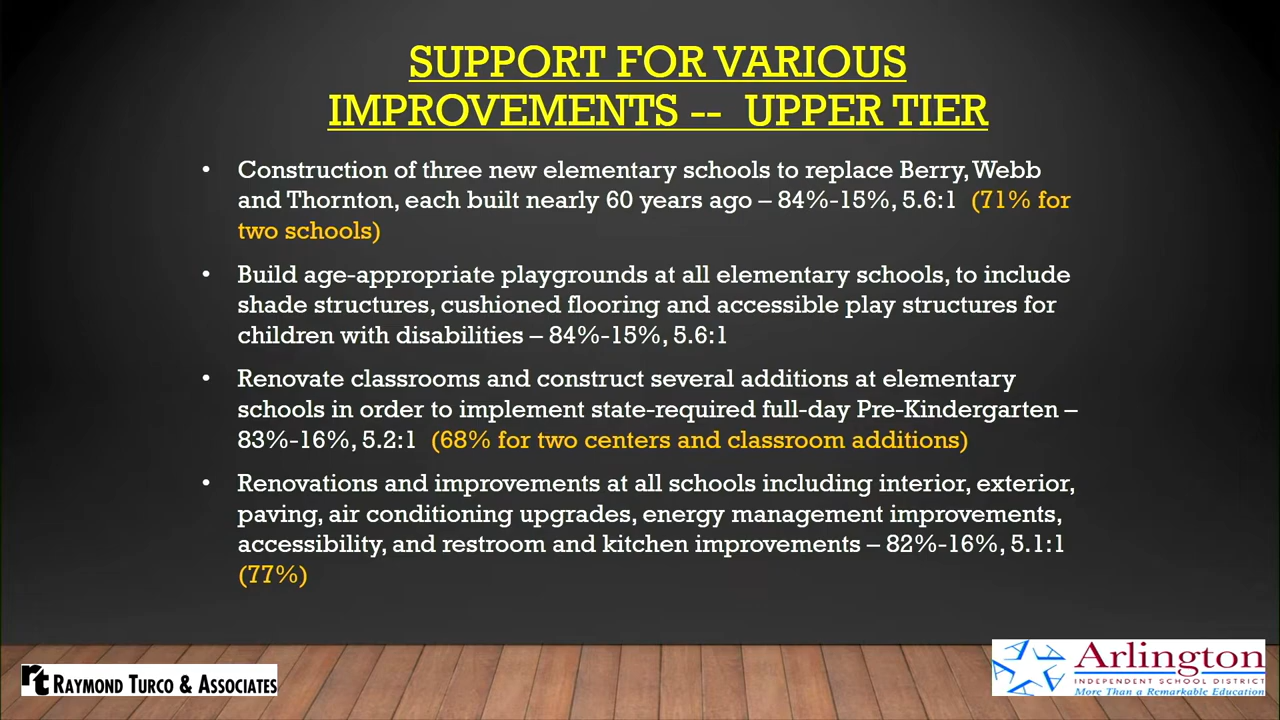 SUPPORT FOR VARIOUS
IMPROVEMENTS -- UPPER TIER
• Construction of three new elementary schools to replace Berry, Webb
and Thornton, each built nearly 60 years ago – 84%-15%, 5.6:1 (71% for
two schools)
• Build age-appropriate playgrounds at all elementary schools, to include
shade structures, cushioned flooring and accessible play structures for
children with disabilities – 84%-15%, 5.6:1
• Renovate classrooms and construct several additions at elementary
schools in order to implement state-required full-day Pre-Kindergarten –
83%-16%, 5.2:1 (68% for two centers and classroom additions)
• Renovations and improvements at all schools including interior, exterior,
paving, air conditioning upgrades, energy management improvements,
accessibility, and restroom and kitchen improvements – 82%-16%, 5.1:1
(77%)
rt RAYMOND TURCO & ASSOCIATES
Arlington
INDEPENDENT SCHOOL DISTRICT
More Than a Remarkable Education